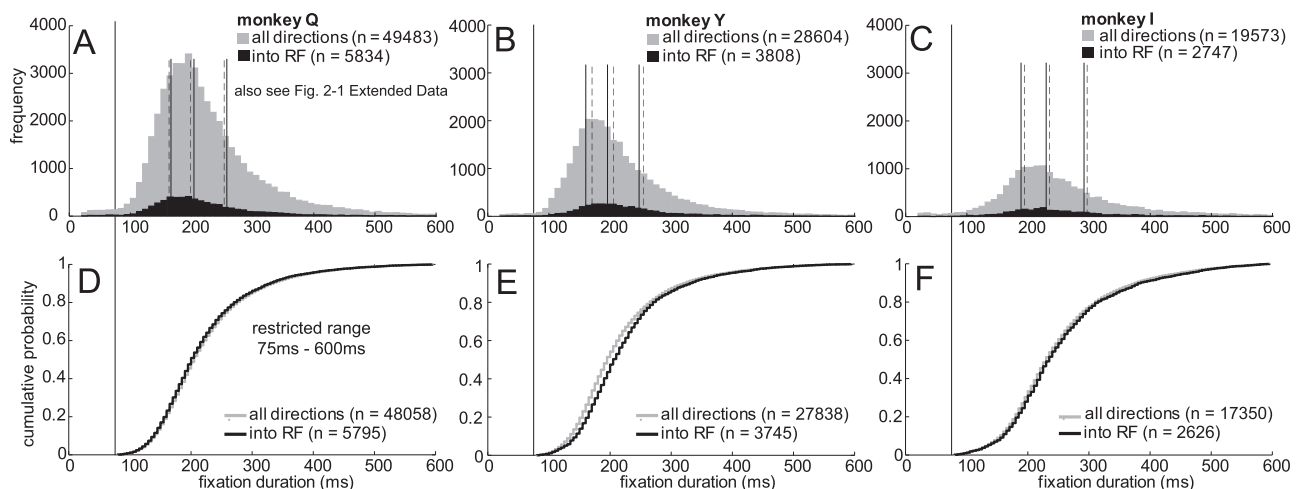 monkey Q
monkey Y
monkey I
A
all directions (n = 49483)
into RF (n = 5834)
also see Fig. 2-1 Extended Data
B
all directions (n = 28604)
into RF (n = 3808)
C
all directions (n = 19573)
into RF (n = 2747)
frequency
4000
3000
2000
1000
0
0 100 200 300 400 500 600
4000
3000
2000
1000
0
0 100 200 300 400 500 600
4000
3000
2000
1000
0
0 100 200 300 400 500 600
D
restricted range
75ms - 600ms
all directions (n = 48058)
into RF (n = 5795)
E
all directions (n = 27838)
into RF (n = 3745)
F
all directions (n = 17350)
into RF (n = 2626)
cumulative probability
1
0.8
0.6
0.4
0.2
0
0 100 200 300 400 500 600
fixation duration (ms)
1
0.8
0.6
0.4
0.2
0
0 100 200 300 400 500 600
fixation duration (ms)
1
0.8
0.6
0.4
0.2
0
0 100 200 300 400 500 600
fixation duration (ms)